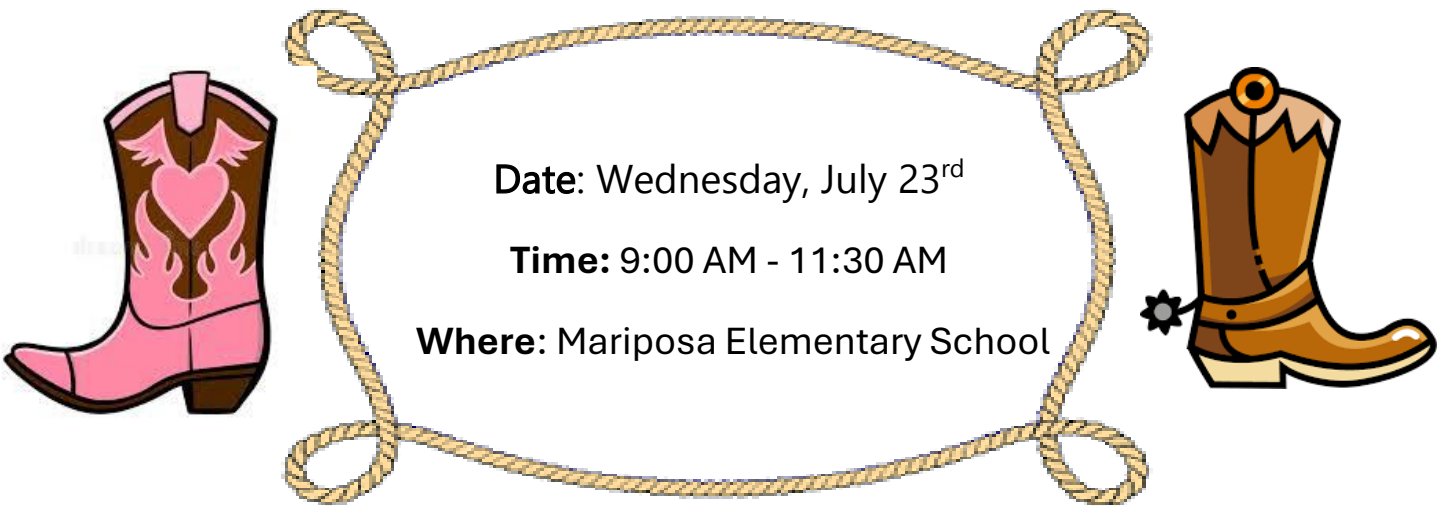 Date: Wednesday, July 23rd
Time: 9:00 AM - 11:30 AM
Where: Mariposa Elementary School